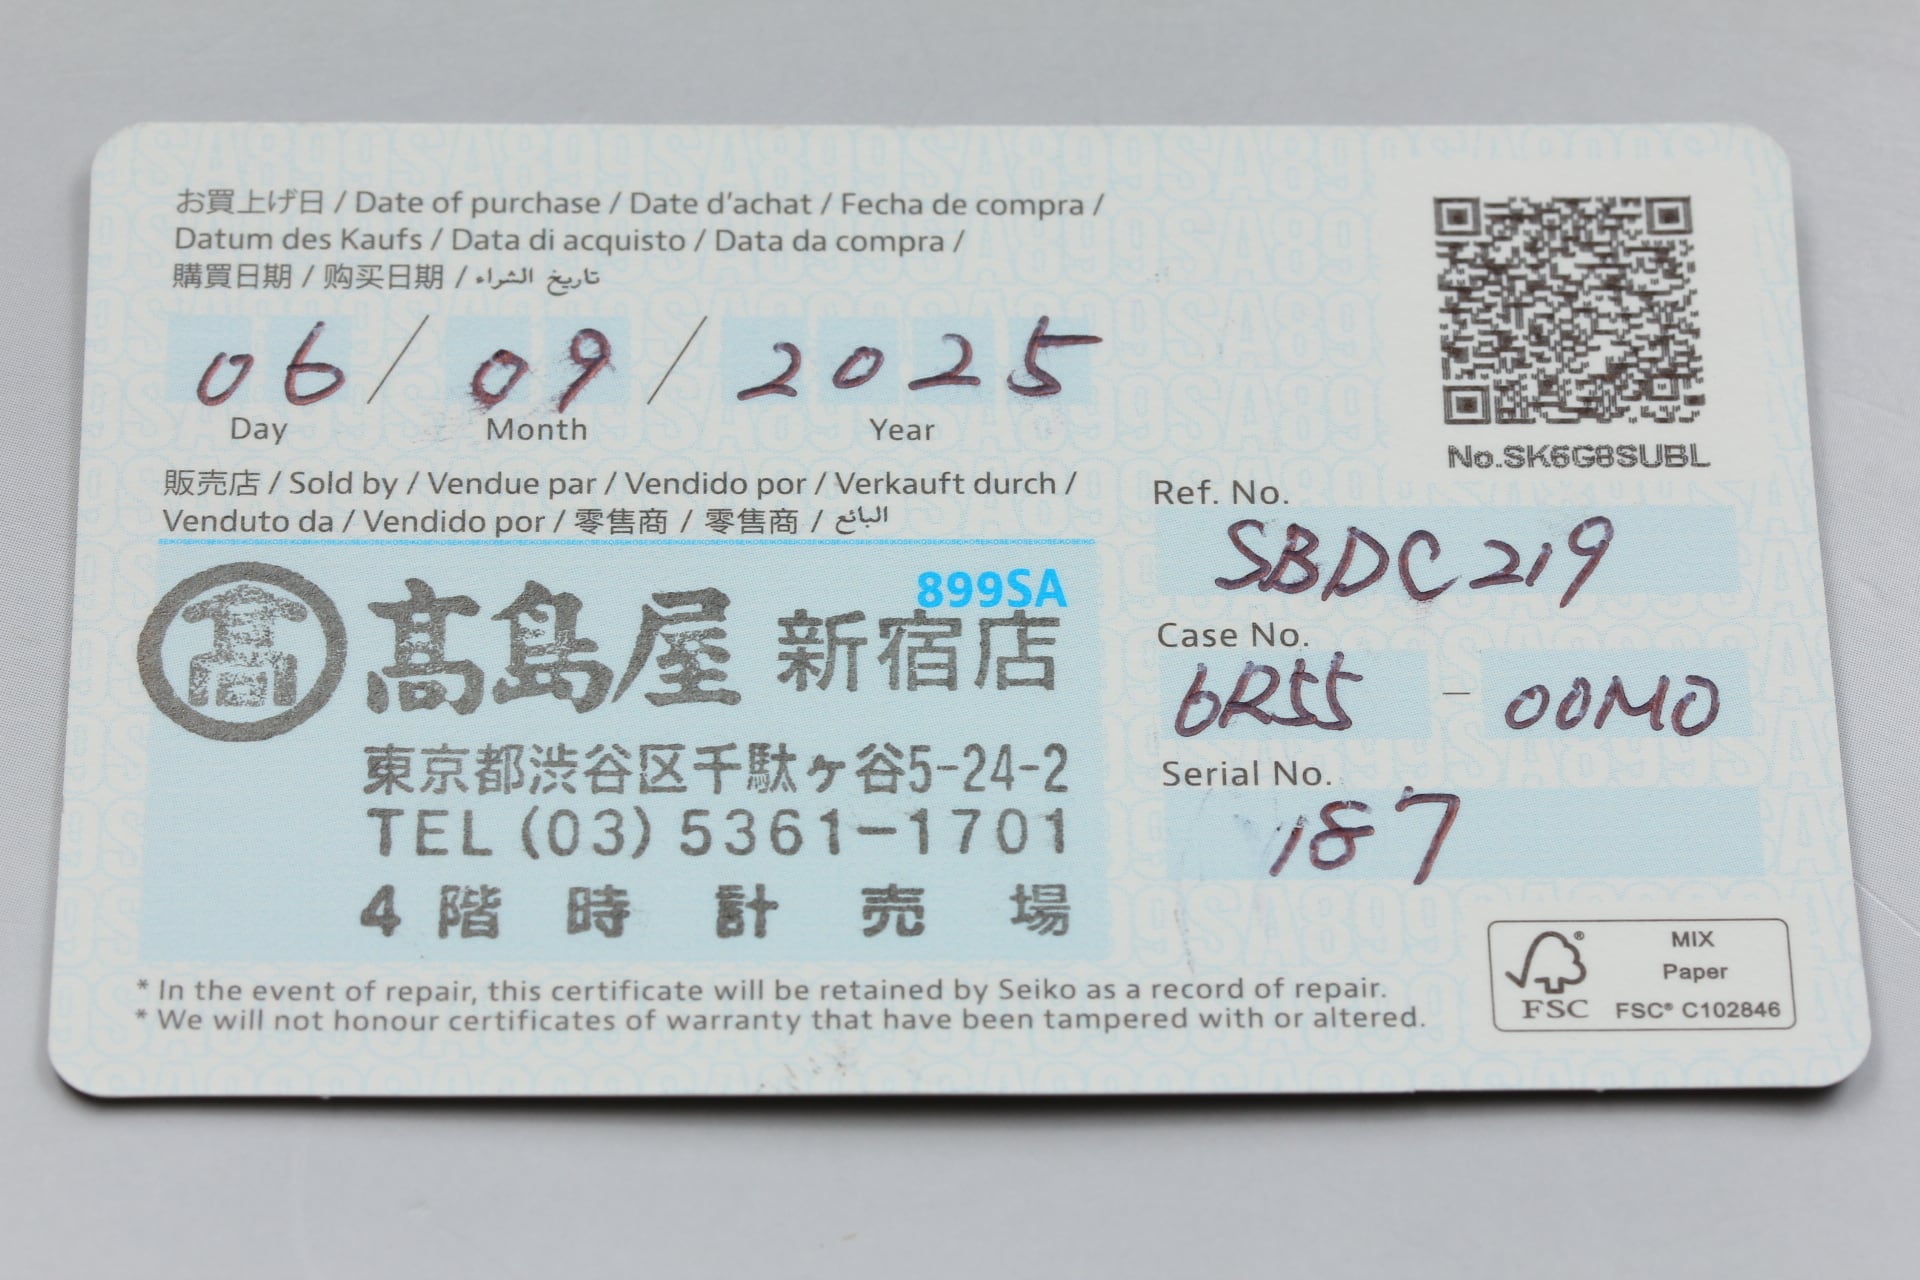 お買上げ日 / Date of purchase / Date d'achat / Fecha de compra /
Datum des Kaufs / Data di acquisto / Data da compra /
購買日期 / 购买日期 / تاريخ الشراء
06 / 09 / 2025
Day Month Year
No.SK6G8SUBL
販売店 / Sold by / Vendue par / Vendido por / Verkauft durch /
Venduto da / Vendido por / 零售商 / 零售商 / البائع
899SA
髙
髙島屋 新宿店
東京都渋谷区千駄ヶ谷5-24-2
TEL (03) 5361-1701
4階時計売場
Ref. No.
SBDC219
Case No.
6R55 - 00M0
Serial No.
187
* In the event of repair, this certificate will be retained by Seiko as a record of repair.
* We will not honour certificates of warranty that have been tampered with or altered.
FSC
MIX
Paper
FSC® C102846